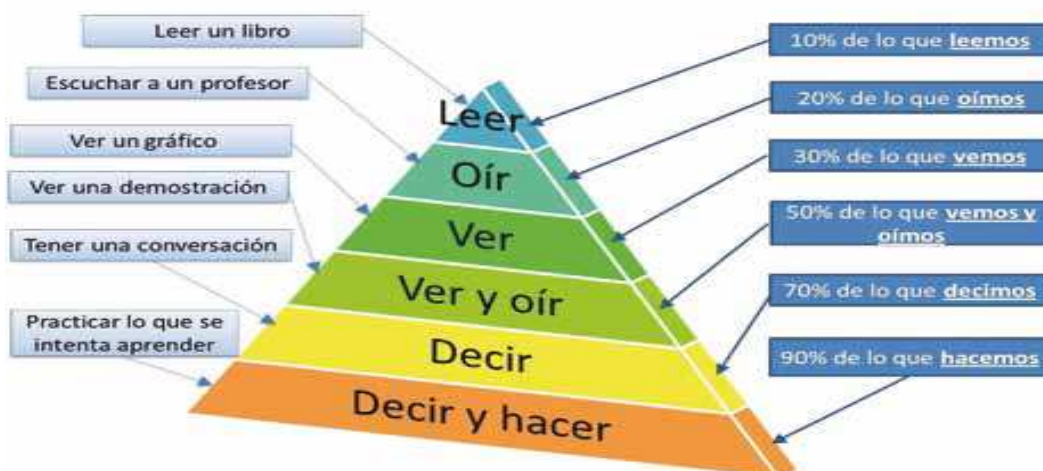 Leer un libro
Escuchar a un profesor
Ver un gráfico
Ver una demostración
Tener una conversación
Practicar lo que se
intenta aprender
Leer
Oír
Ver
Ver y oír
Decir
Decir y hacer
10% de lo que leemos
20% de lo que oímos
30% de lo que vemos
50% de lo que vemos y
oímos
70% de lo que decimos
90% de lo que hacemos